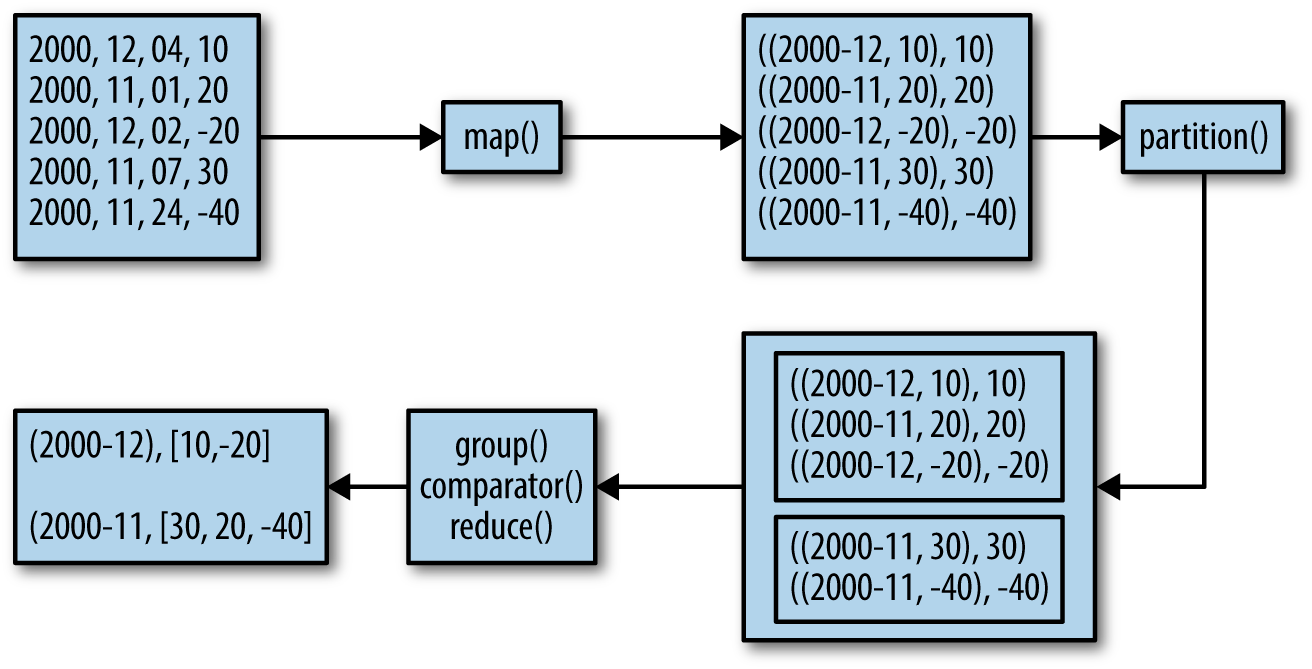 2000, 12, 04, 10
2000, 11, 01, 20
2000, 12, 02, -20
2000, 11, 07, 30
2000, 11, 24, -40
map()
((2000-12, 10), 10)
((2000-11, 20), 20)
((2000-12, -20), -20)
((2000-11, 30), 30)
((2000-11, -40), -40)
partition()
((2000-12, 10), 10)
((2000-11, 20), 20)
((2000-12, -20), -20)
((2000-11, 30), 30)
((2000-11, -40), -40)
group()
comparator()
reduce()
(2000-12), [10,-20]
(2000-11, [30, 20, -40]